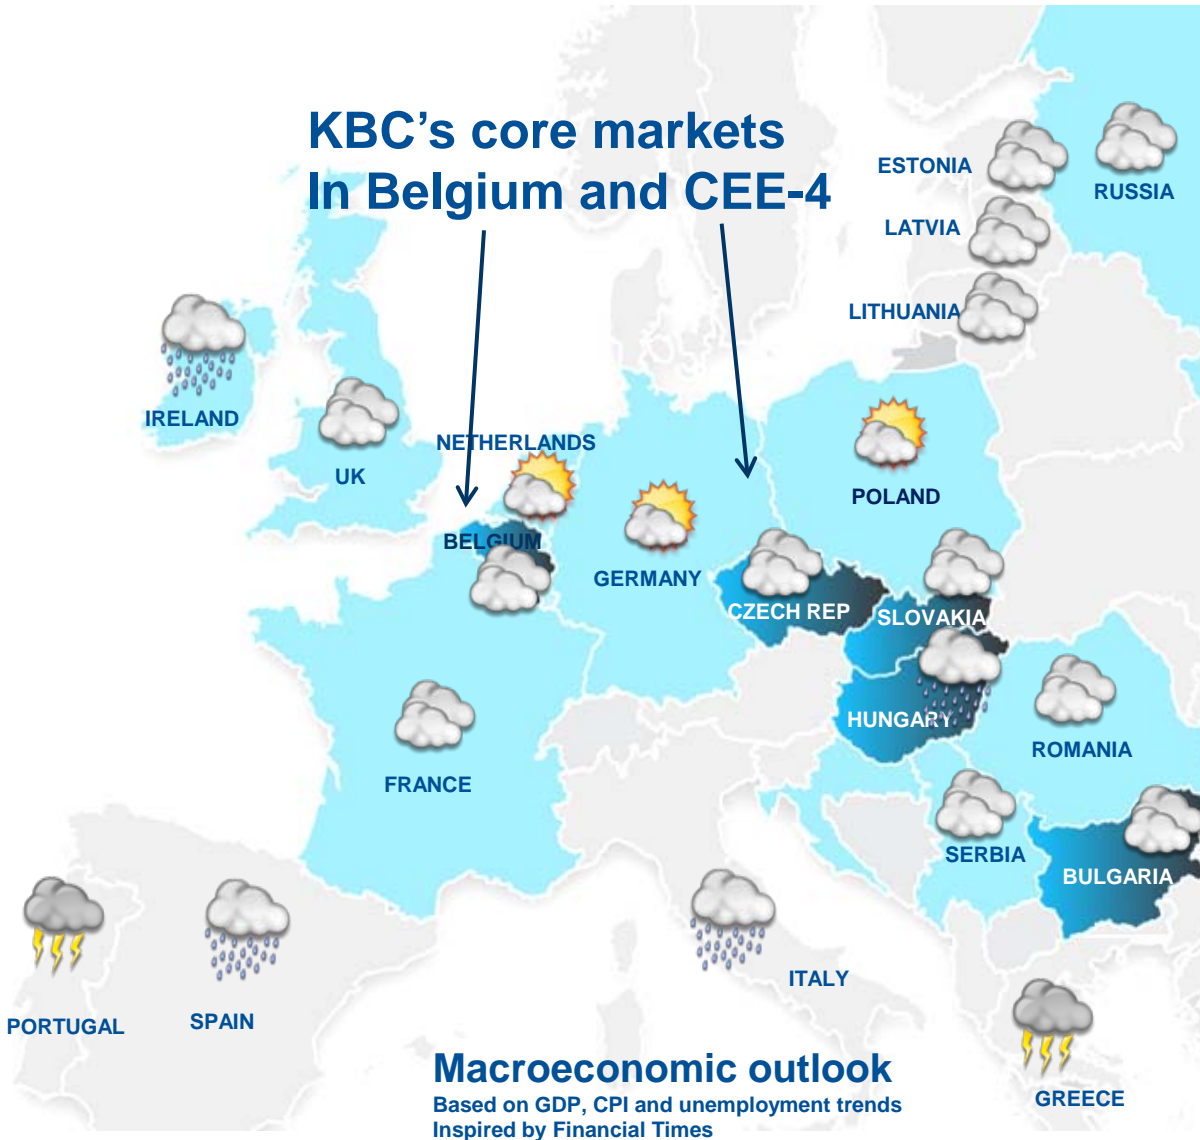 KBC’s core markets
In Belgium and CEE-4
ESTONIA
RUSSIA
LATVIA
LITHUANIA
IRELAND
NETHERLANDS
UK
POLAND
BELGIUM
GERMANY
CZECH REP
SLOVAKIA
HUNGARY
ROMANIA
FRANCE
SERBIA
BULGARIA
ITALY
PORTUGAL
SPAIN
GREECE
Macroeconomic outlook
Based on GDP, CPI and unemployment trends
Inspired by Financial Times